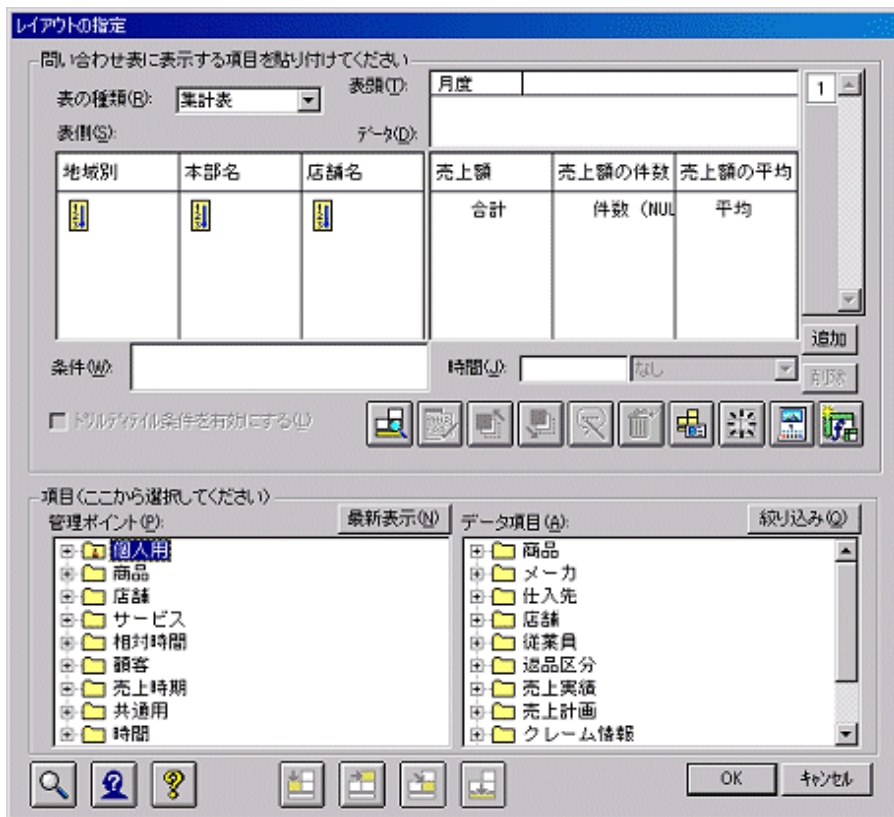 レイアウトの指定
問い合わせ表に表示する項目を貼り付けてください
表の種類(R): 集計表 表頭(T): 月度 1
表側(S): データ(D):
地域別 本部名 店舗名 売上額 売上額の件数 売上額の平均
合計 件数 (NUL 平均
追加
条件(W): 時間(J): なし
削除
ドリルデテイル条件を有効にする(L)
項目(ここから選択してください)
管理ポイント(P): 最新表示(N) データ項目(A): 絞り込み(Q)
個人用 商品
商品 メーカ
店舗 仕入先
サービス 店舗
相対時間 従業員
顧客 返品区分
売上時期 売上実績
共通用 売上計画
時間 クレーム情報
OK キャンセル